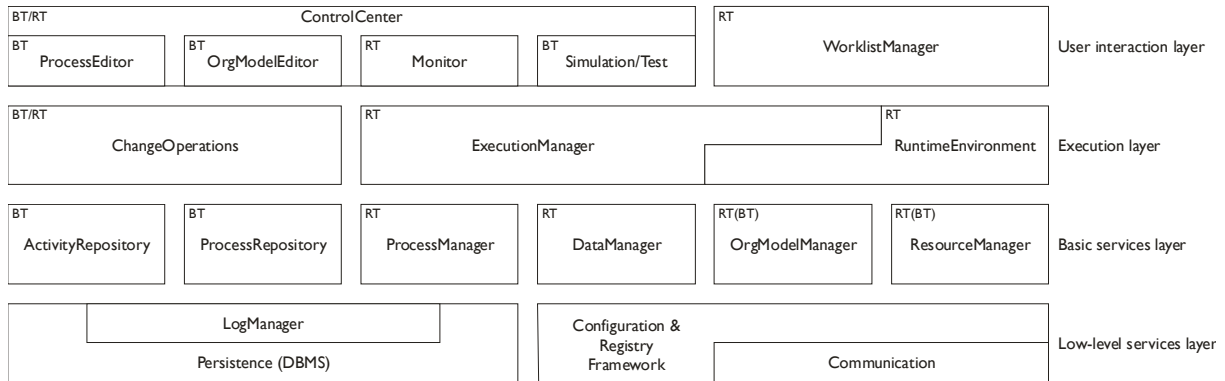 BT/RT
ControlCenter
BT
ProcessEditor
BT
OrgModelEditor
RT
Monitor
BT
Simulation/Test
RT
WorklistManager
User interaction layer
BT/RT
ChangeOperations
RT
ExecutionManager
RT
RuntimeEnvironment
Execution layer
BT
ActivityRepository
BT
ProcessRepository
RT
ProcessManager
RT
DataManager
RT(BT)
OrgModelManager
RT(BT)
ResourceManager
Basic services layer
LogManager
Persistence (DBMS)
Configuration &
Registry
Framework
Communication
Low-level services layer